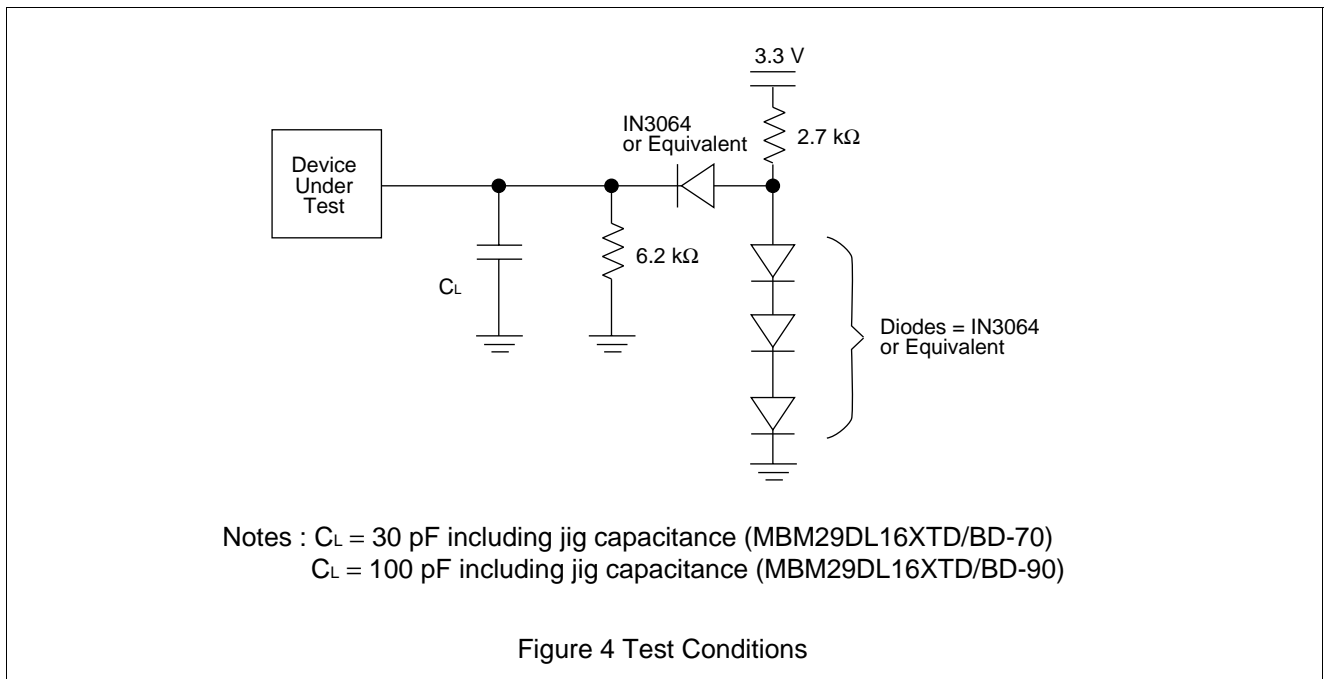 3.3 V
IN3064
or Equivalent
2.7 kΩ
Device
Under
Test
6.2 kΩ
CL
Diodes = IN3064
or Equivalent
Notes : CL = 30 pF including jig capacitance (MBM29DL16XTD/BD-70)
CL = 100 pF including jig capacitance (MBM29DL16XTD/BD-90)
Figure 4 Test Conditions